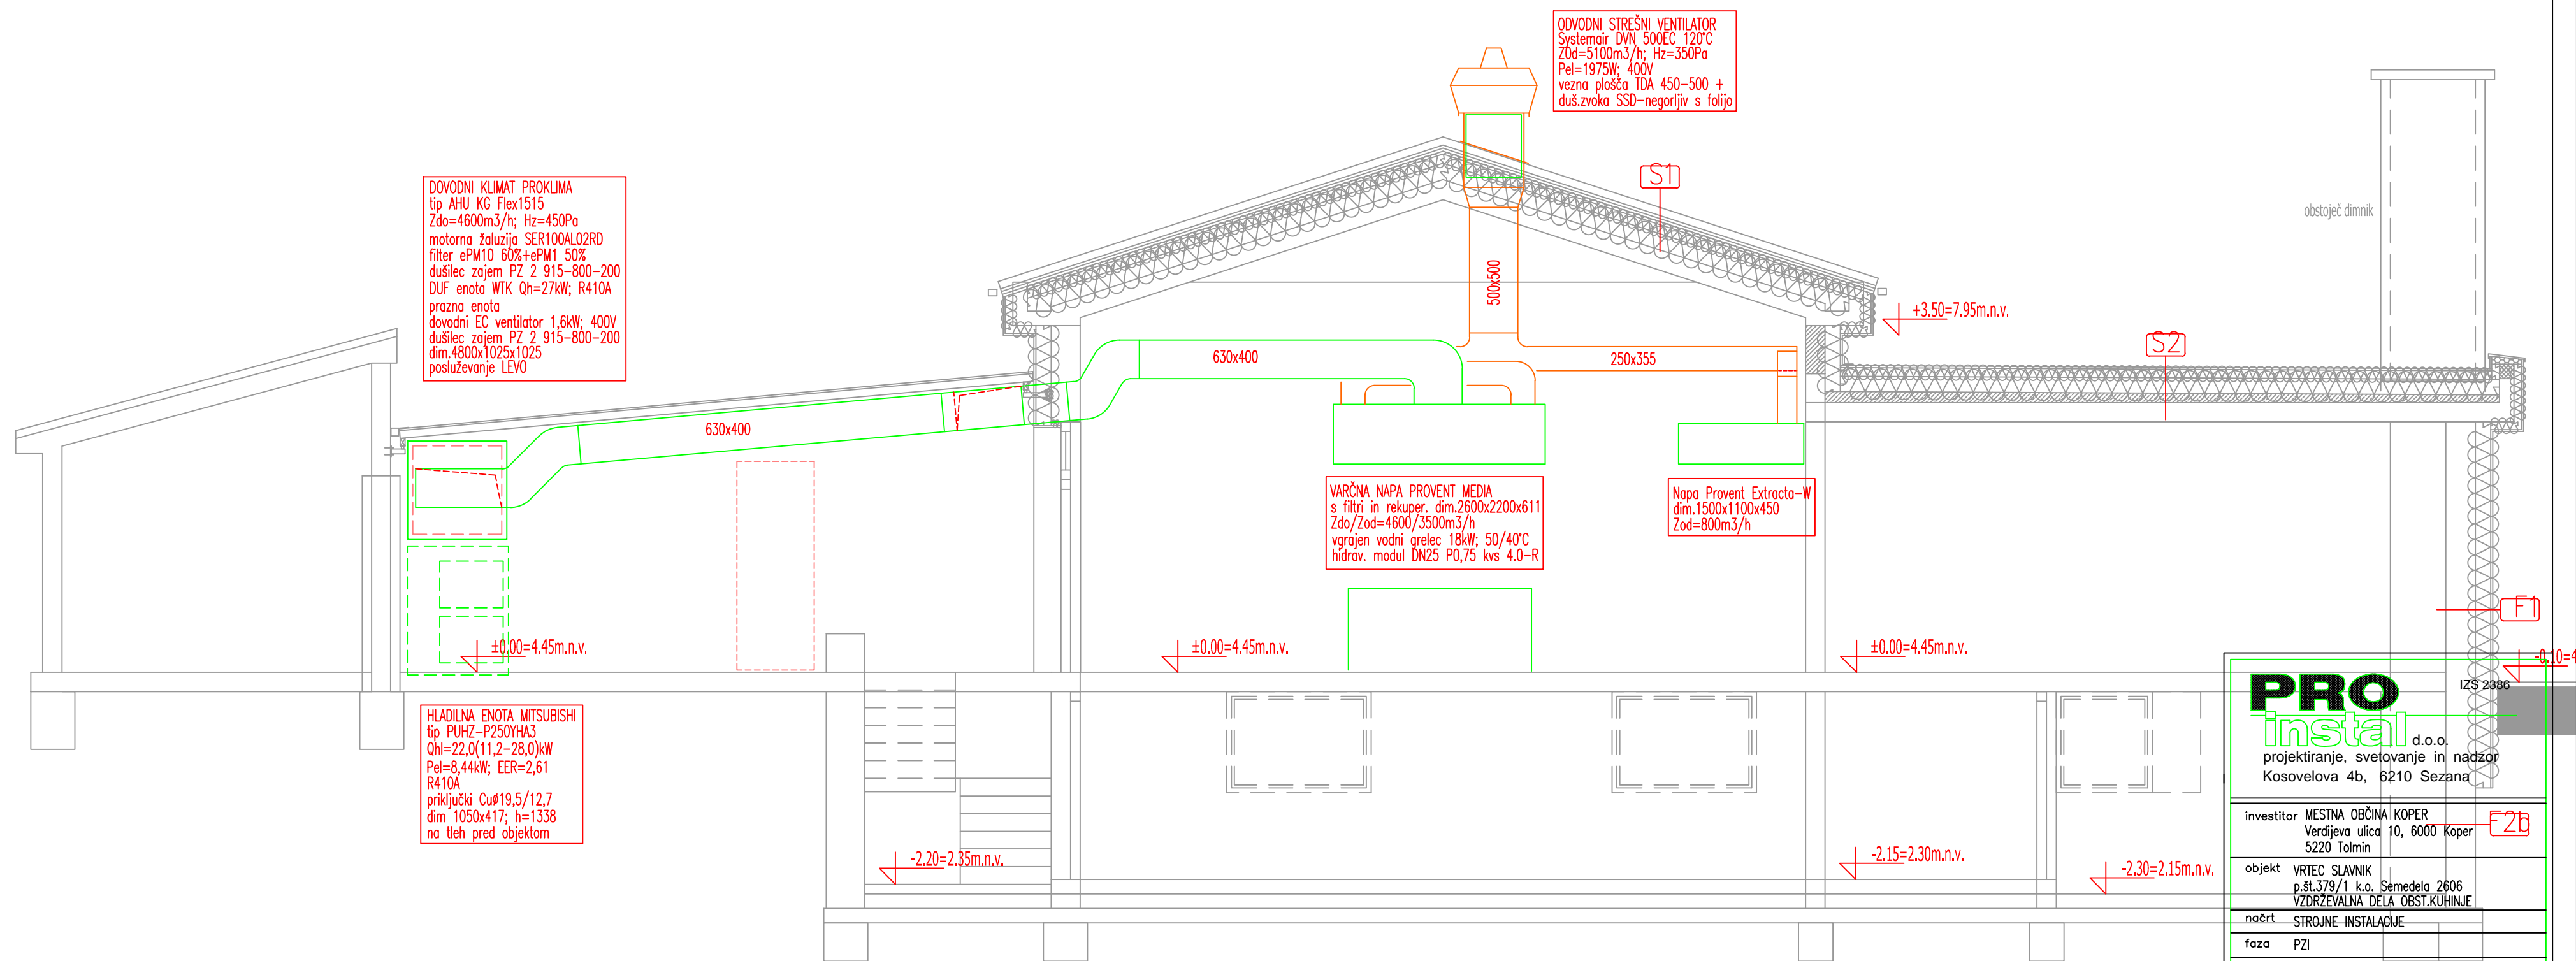 ODVODNI STREŠNI VENTILATOR
Systemair DVN 500EC 120°C
ZOd=5100m3/h; Hz=350Pa
Pel=1975W; 400V
vezna plošča TDA 450-500 +
duš.zvoka SSD-negorljiv s folijo
S1
obstoječ dimnik
DOVODNI KLIMAT PROKLIMA
tip AHU KG Flex1515
Zdo=4600m3/h; Hz=450Pa
motorna žaluzija SER100AL02RD
filter ePM10 60%+ePM1 50%
dušilec zajem PZ 2 915-800-200
DUF enota WTK Qh=27kW; R410A
prazna enota
dovodni EC ventilator 1,6kW; 400V
dušilec zajem PZ 2 915-800-200
dim.4800x1025x1025
posluževanje LEVO
500x500
+3.50=7.95m.n.v.
S2
630x400
250x355
630x400
VARČNA NAPA PROVENT MEDIA
s filtri in rekuper. dim.2600x2200x611
Zdo/Zod=4600/3500m3/h
vgrajen vodni grelec 18kW; 50/40°C
hidrav. modul DN25 P0,75 kvs 4.0-R
Napa Provent Extracta-W
dim.1500x1100x450
Zod=800m3/h
F1
±0.00=4.45m.n.v.
±0.00=4.45m.n.v.
±0.00=4.45m.n.v.
-0.10=4
HLADILNA ENOTA MITSUBISHI
tip PUHZ-P250YHA3
Qhl=22,0(11,2-28,0)kW
Pel=8,44kW; EER=2,61
R410A
priključki Cuø19,5/12,7
dim 1050x417; h=1338
na tleh pred objektom
-2.20=2.35m.n.v.
-2.15=2.30m.n.v.
-2.30=2.15m.n.v.
IZS 2386
PRO
instal d.o.o.
projektiranje, svetovanje in nadzor
Kosovelova 4b, 6210 Sezana
investitor MESTNA OBČINA KOPER
Verdijeva ulica 10, 6000 Koper
5220 Tolmin
F2b
objekt VRTEC SLAVNIK
p.št.379/1 k.o. Semedela 2606
VZDRŽEVALNA DELA OBST.KUHINJE
načrt STROJNE INSTALACIJE
faza PZI